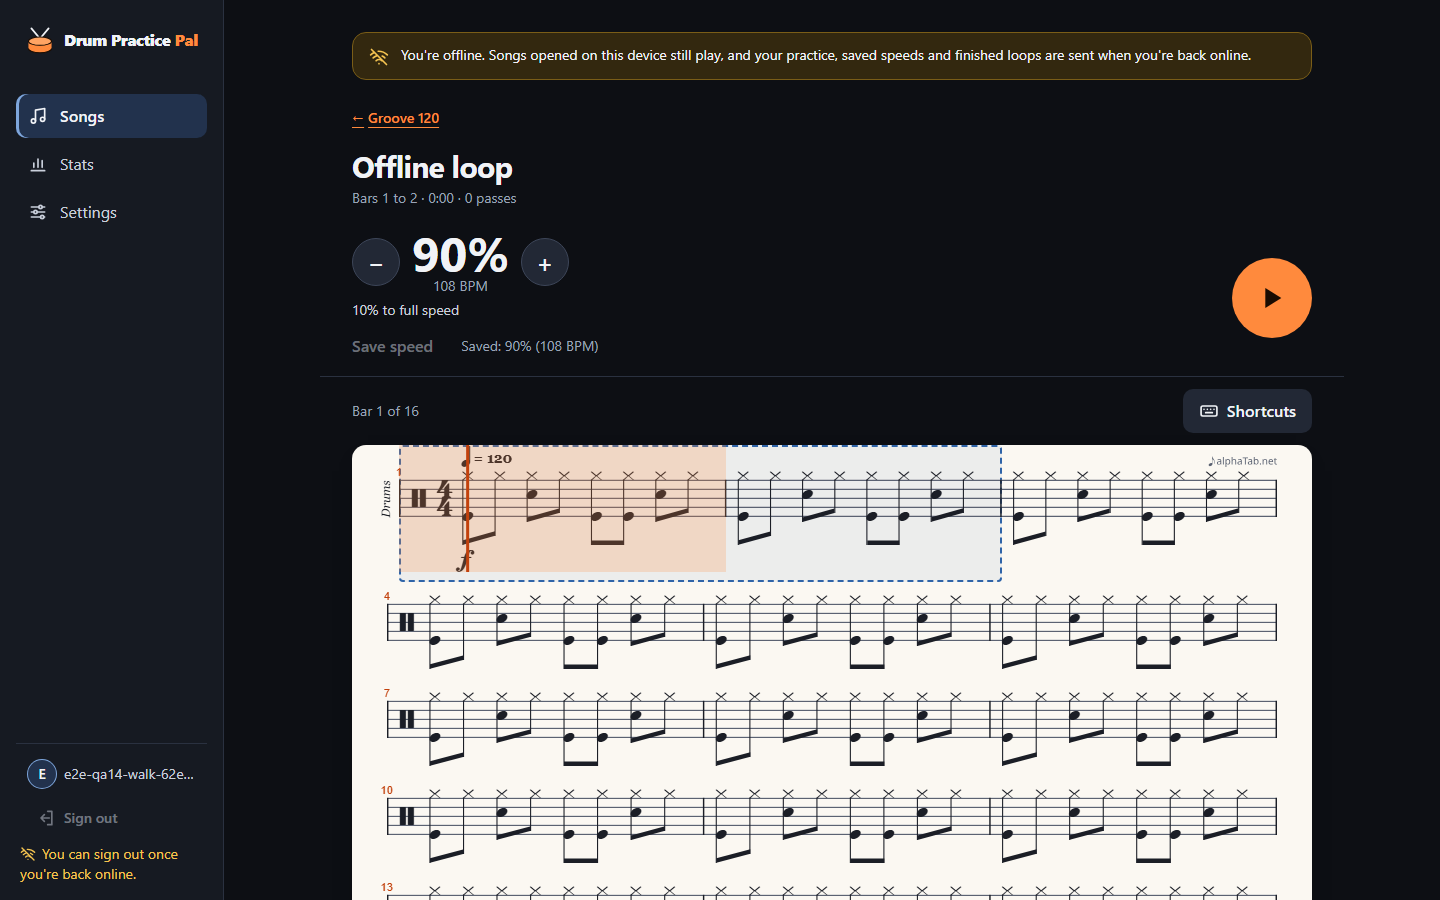 Drum Practice Pal
You're offline. Songs opened on this device still play, and your practice, saved speeds and finished loops are sent when you're back online.
Songs
Stats
Settings
← Groove 120
Offline loop
Bars 1 to 2 · 0:00 · 0 passes
− 90% +
108 BPM
10% to full speed
Save speed Saved: 90% (108 BPM)
Bar 1 of 16
Shortcuts
= 120
alphaTab.net
1
Drums
4
4
f
4
7
10
13
E e2e-qa14-walk-62e...
Sign out
You can sign out once
you're back online.